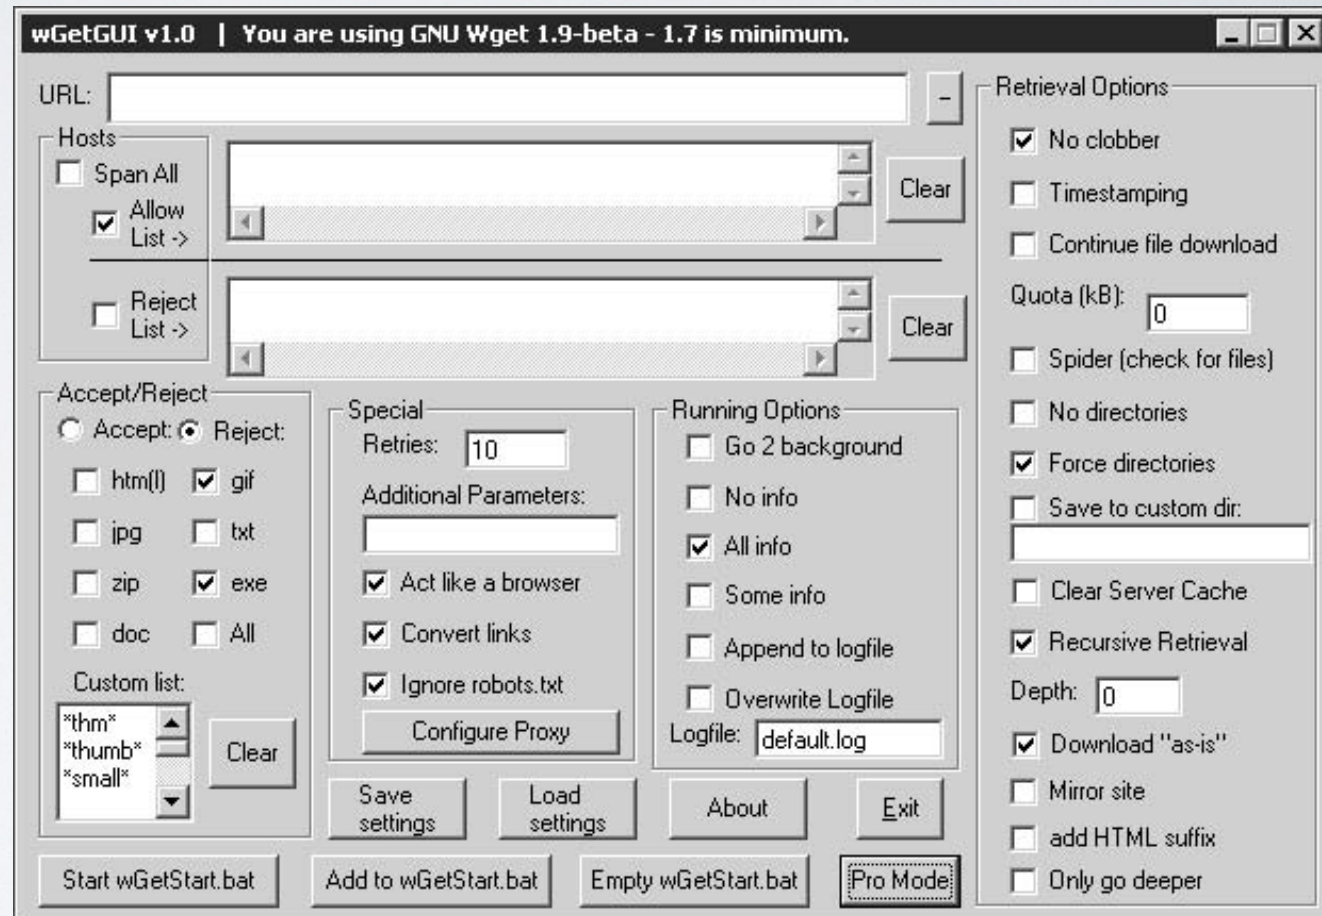 wGetGUI v1.0 | You are using GNU Wget 1.9-beta - 1.7 is minimum.
URL:
-
Hosts
Span All
Allow
List ->
Clear
Reject
List ->
Clear
Accept/Reject
Accept: Reject:
htm(l) gif
jpg txt
zip exe
doc All
Custom list:
*thm*
*thumb*
*small*
Clear
Special
Retries: 10
Additional Parameters:
Act like a browser
Convert links
Ignore robots.txt
Configure Proxy
Running Options
Go 2 background
No info
All info
Some info
Append to logfile
Overwrite Logfile
Logfile: default.log
Retrieval Options
No clobber
Timestamping
Continue file download
Quota (kB): 0
Spider (check for files)
No directories
Force directories
Save to custom dir:
Clear Server Cache
Recursive Retrieval
Depth: 0
Download "as-is"
Mirror site
add HTML suffix
Only go deeper
Save
settings
Load
settings
About
Exit
Start wGetStart.bat
Add to wGetStart.bat
Empty wGetStart.bat
Pro Mode